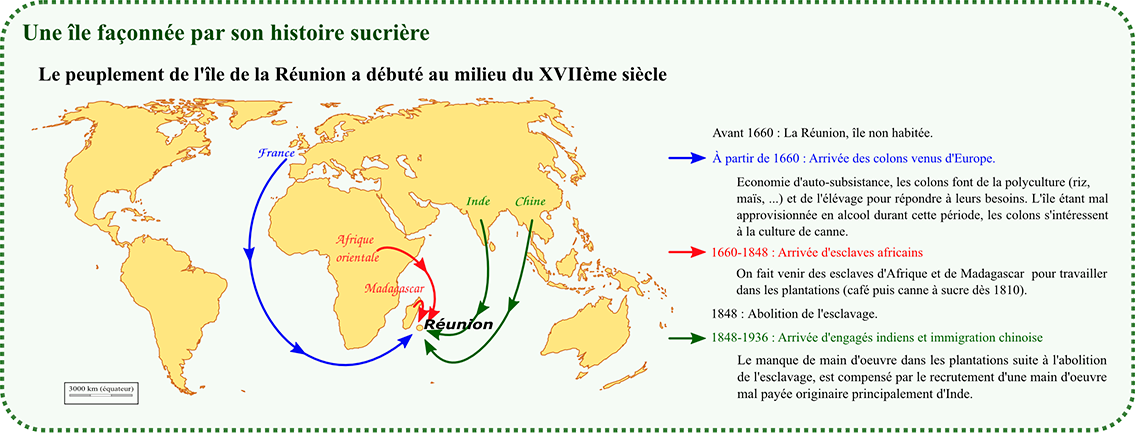 Une île façonnée par son histoire sucrière
Le peuplement de l'île de la Réunion a débuté au milieu du XVIIème siècle
France
Inde
Chine
Afrique
orientale
Madagascar
Réunion
3000 km (équateur)
Avant 1660 : La Réunion, île non habitée.
À partir de 1660 : Arrivée des colons venus d'Europe.
Economie d'auto-subsistance, les colons font de la polyculture (riz,
maïs, ...) et de l'élévage pour répondre à leurs besoins. L'île étant mal
approvisionnée en alcool durant cette période, les colons s'intéressent
à la culture de canne.
1660-1848 : Arrivée d'esclaves africains
On fait venir des esclaves d'Afrique et de Madagascar pour travailler
dans les plantations (café puis canne à sucre dès 1810).
1848 : Abolition de l'esclavage.
1848-1936 : Arrivée d'engagés indiens et immigration chinoise
Le manque de main d'oeuvre dans les plantations suite à l'abolition
de l'esclavage, est compensé par le recrutement d'une main d'oeuvre
mal payée originaire principalement d'Inde.